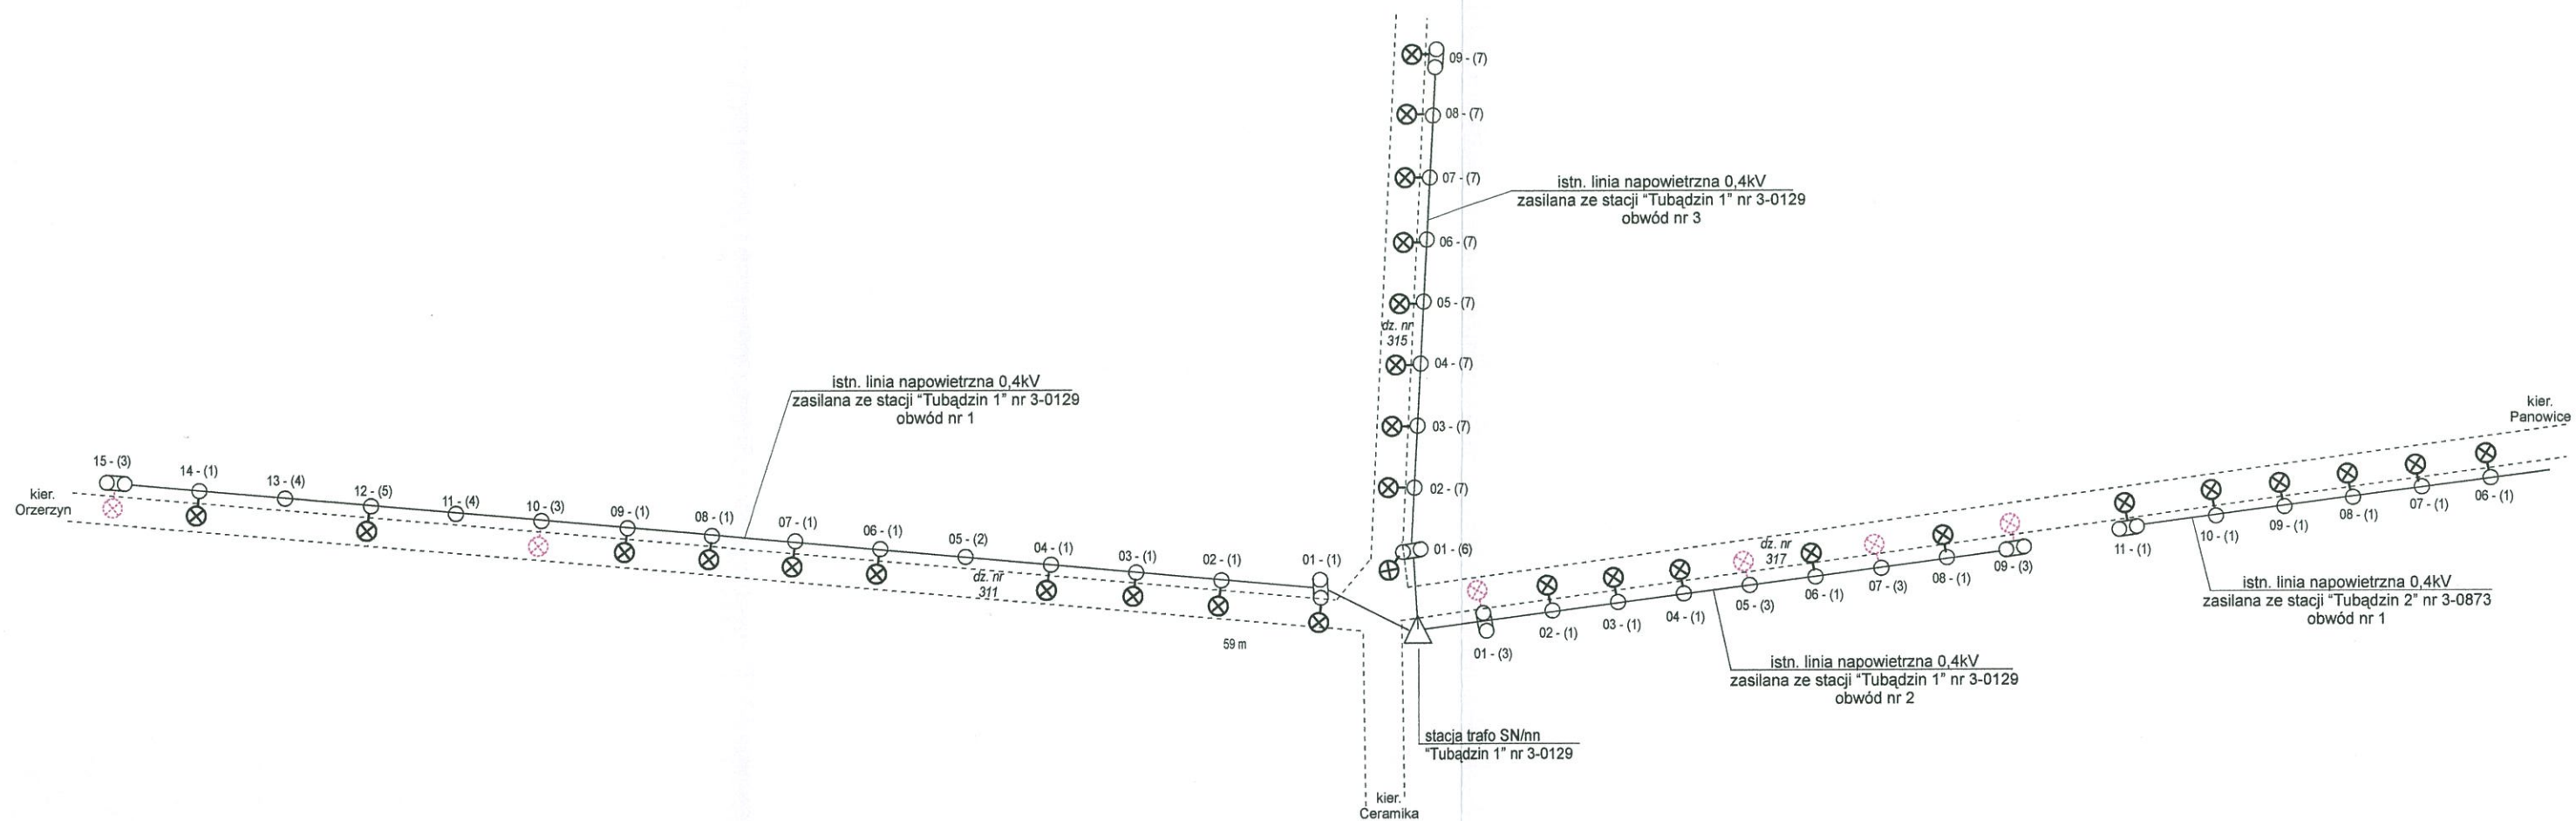 09 - (7)
08 - (7)
07 - (7)
06 - (7)
05 - (7)
dz. nr
315
04 - (7)
03 - (7)
02 - (7)
01 - (6)
istn. linia napowietrzna 0,4kV
zasilana ze stacji "Tubądzin 1" nr 3-0129
obwód nr 3
istn. linia napowietrzna 0,4kV
zasilana ze stacji "Tubądzin 1" nr 3-0129
obwód nr 1
kier.
Orzerzyn
15 - (3)
14 - (1)
13 - (4)
12 - (5)
11 - (4)
10 - (3)
09 - (1)
08 - (1)
07 - (1)
06 - (1)
05 - (2)
04 - (1)
03 - (1)
02 - (1)
01 - (1)
dz. nr
311
59 m
kier.
Panowice
dz. nr
317
01 - (3)
02 - (1)
03 - (1)
04 - (1)
05 - (3)
06 - (1)
07 - (3)
08 - (1)
09 - (3)
11 - (1)
10 - (1)
09 - (1)
08 - (1)
07 - (1)
06 - (1)
istn. linia napowietrzna 0,4kV
zasilana ze stacji "Tubądzin 2" nr 3-0873
obwód nr 1
istn. linia napowietrzna 0,4kV
zasilana ze stacji "Tubądzin 1" nr 3-0129
obwód nr 2
stacja trafo SN/nn
"Tubądzin 1" nr 3-0129
kier.
Ceramika